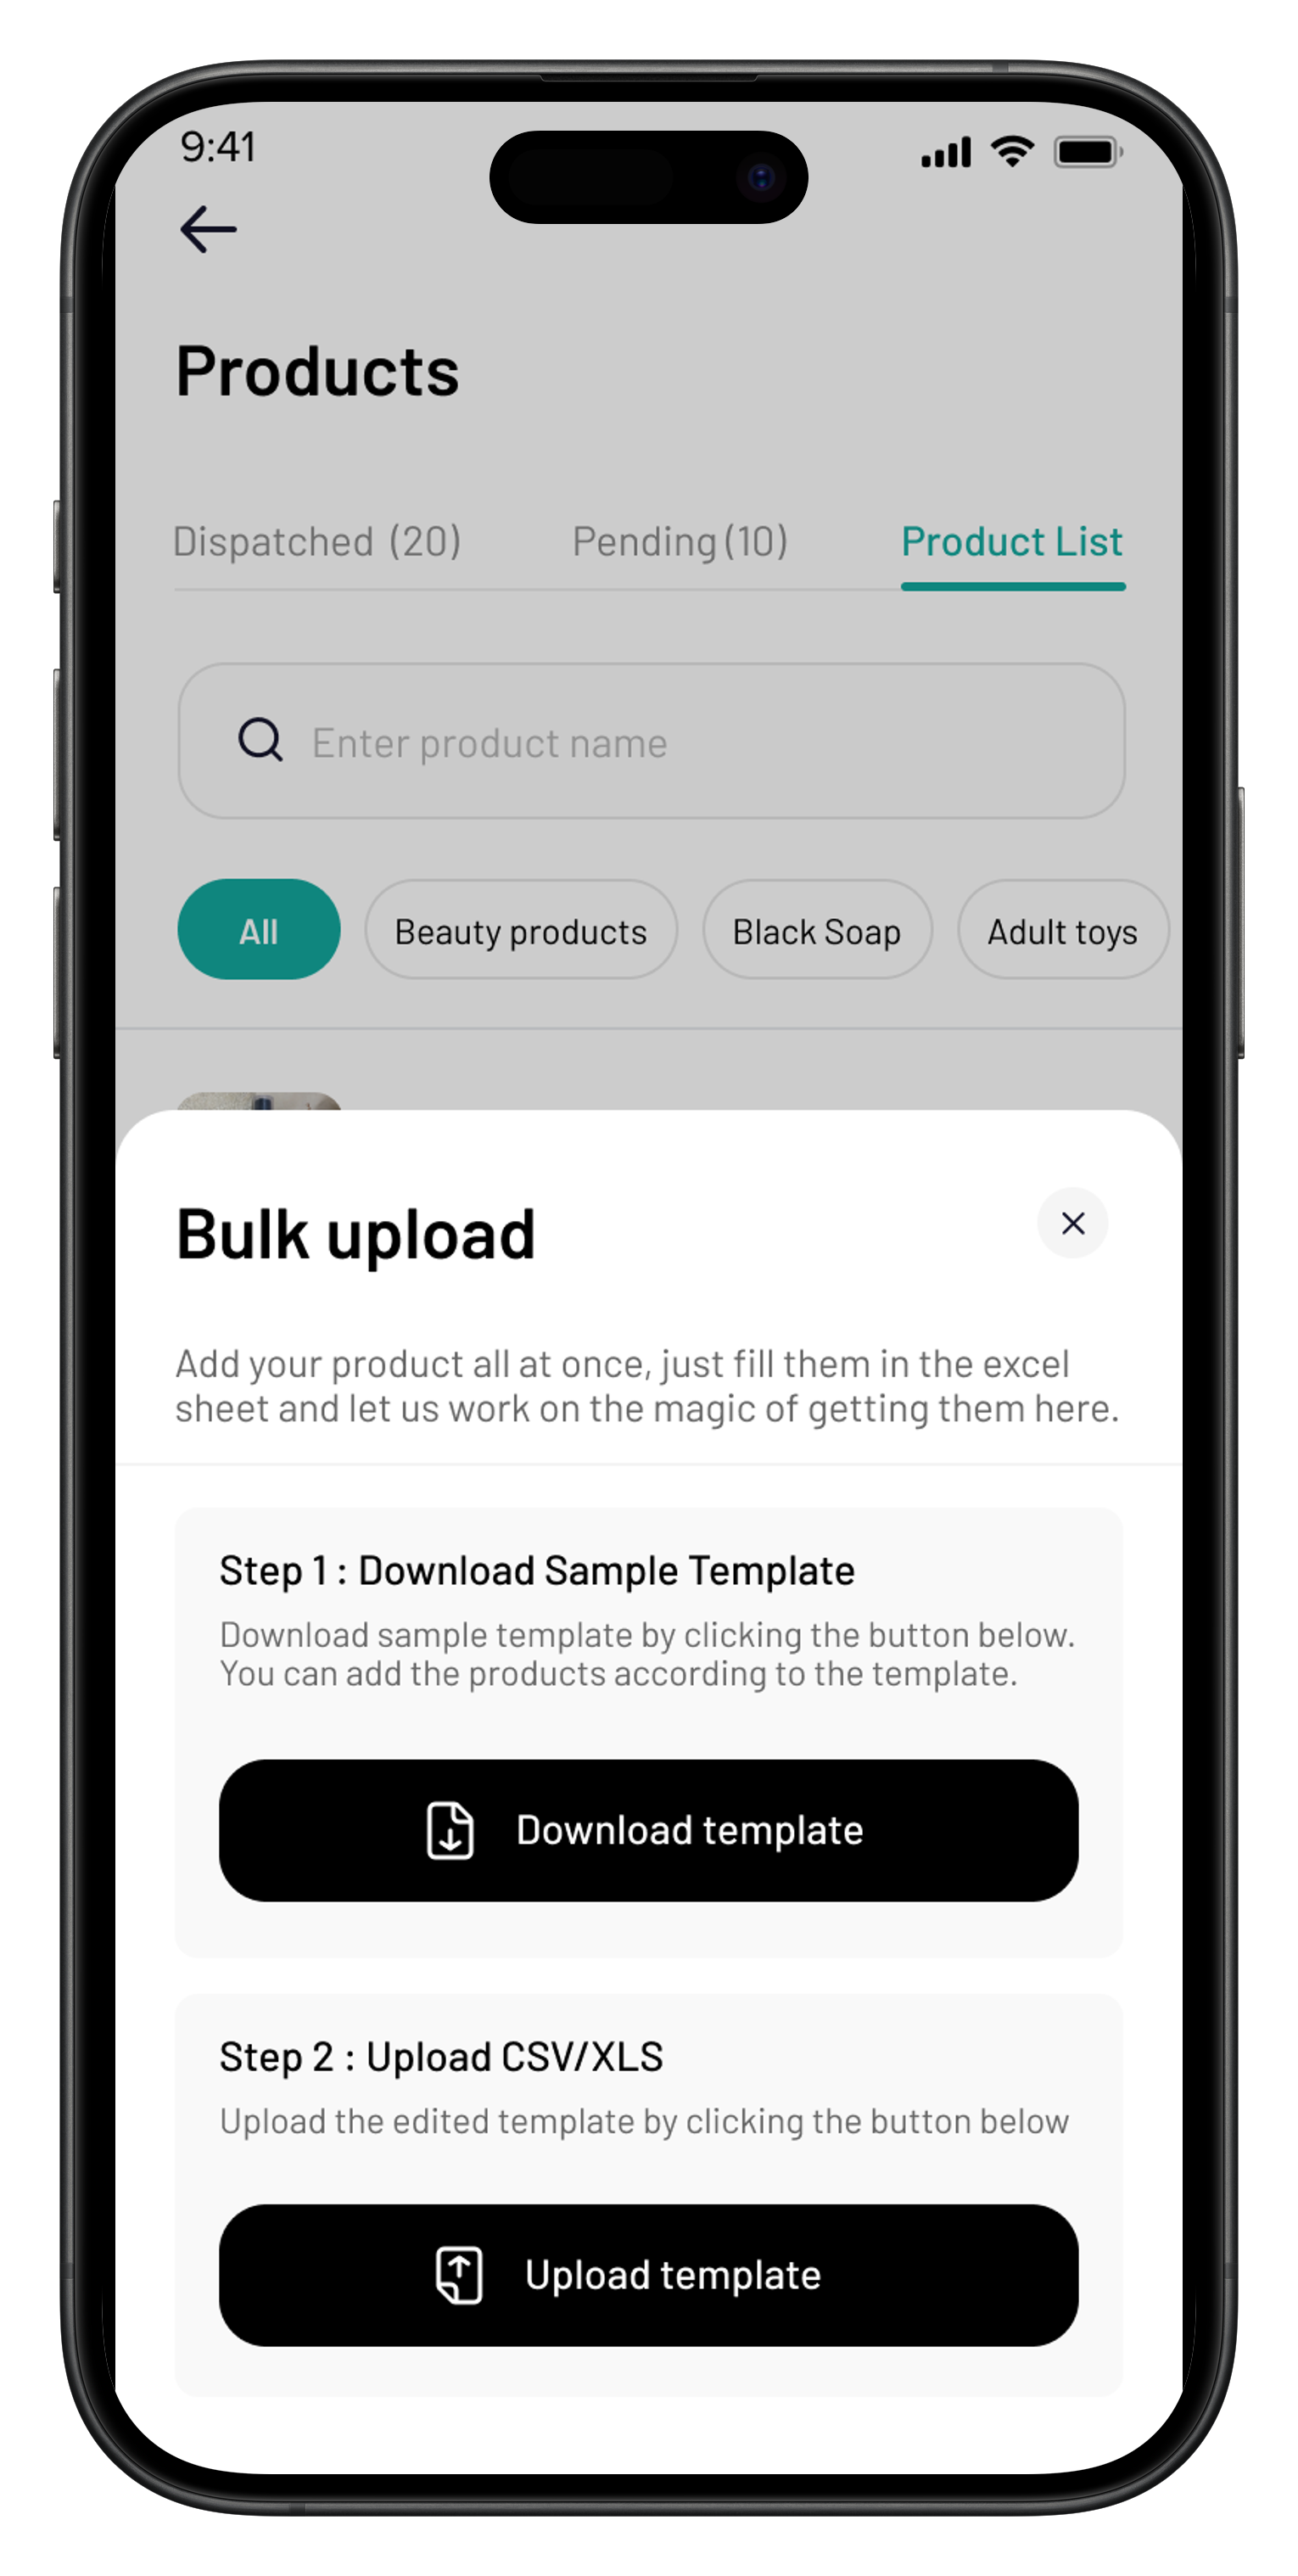 9:41
Products
Dispatched (20) Pending (10) Product List
Enter product name
All Beauty products Black Soap Adult toys
Bulk upload
Add your product all at once, just fill them in the excel
sheet and let us work on the magic of getting them here.
Step 1 : Download Sample Template
Download sample template by clicking the button below.
You can add the products according to the template.
Download template
Step 2 : Upload CSV/XLS
Upload the edited template by clicking the button below
Upload template